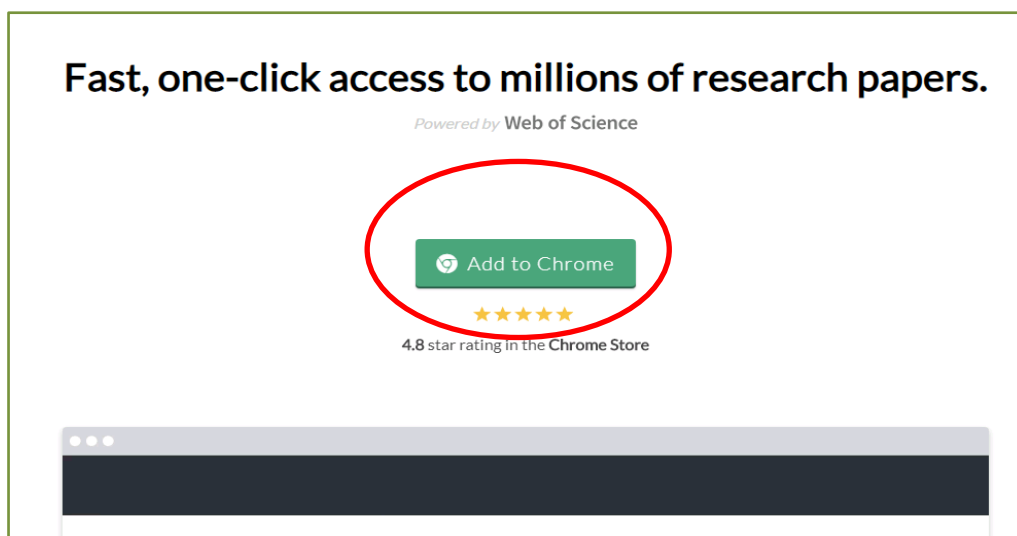 Fast, one-click access to millions of research papers.
Powered by Web of Science
Add to Chrome
4.8 star rating in the Chrome Store